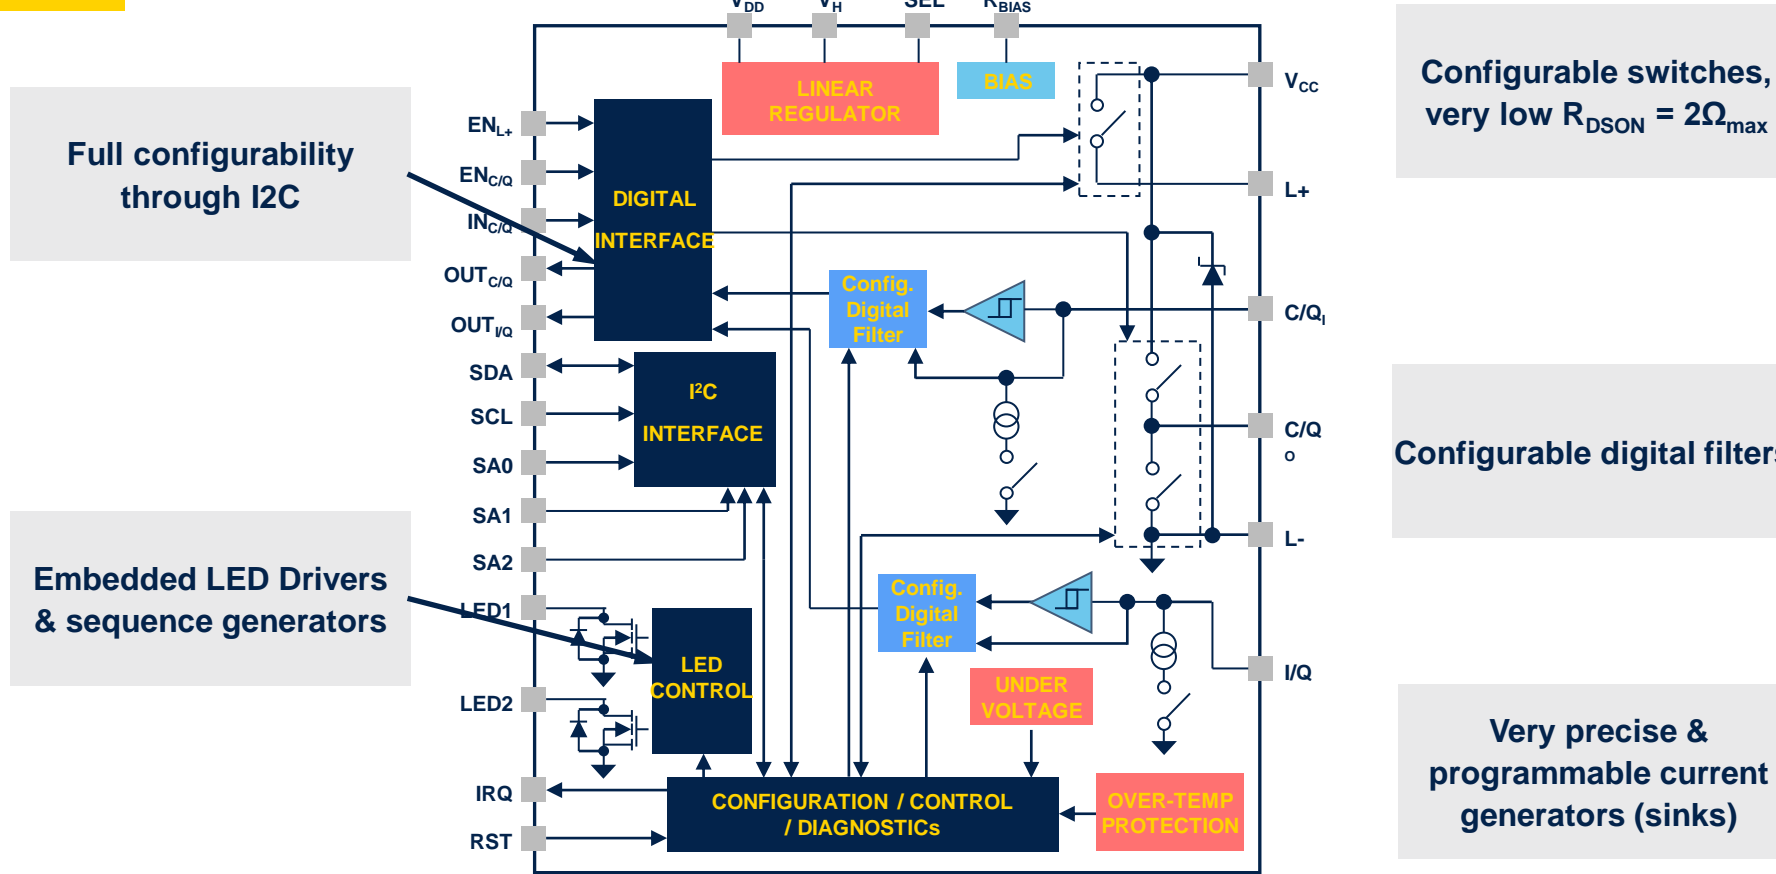 VDD
VH
SEL
RBIAS
LINEAR
REGULATOR
BIAS
Configurable switches,
very low RDSON = 2Ωmax
Full configurability
through I2C
ENL+
ENC/Q
INC/Q
OUTC/Q
OUTI/Q
SDA
SCL
SA0
SA1
SA2
LED1
LED2
IRQ
RST
DIGITAL
INTERFACE
I²C
INTERFACE
Config.
Digital
Filter
VCC
L+
C/QI
C/Q
O
L-
I/Q
Configurable digital filters
Embedded LED Drivers
& sequence generators
LED
CONTROL
Config.
Digital
Filter
UNDER
VOLTAGE
CONFIGURATION / CONTROL
/ DIAGNOSTICs
OVER-TEMP
PROTECTION
Very precise &
programmable current
generators (sinks)